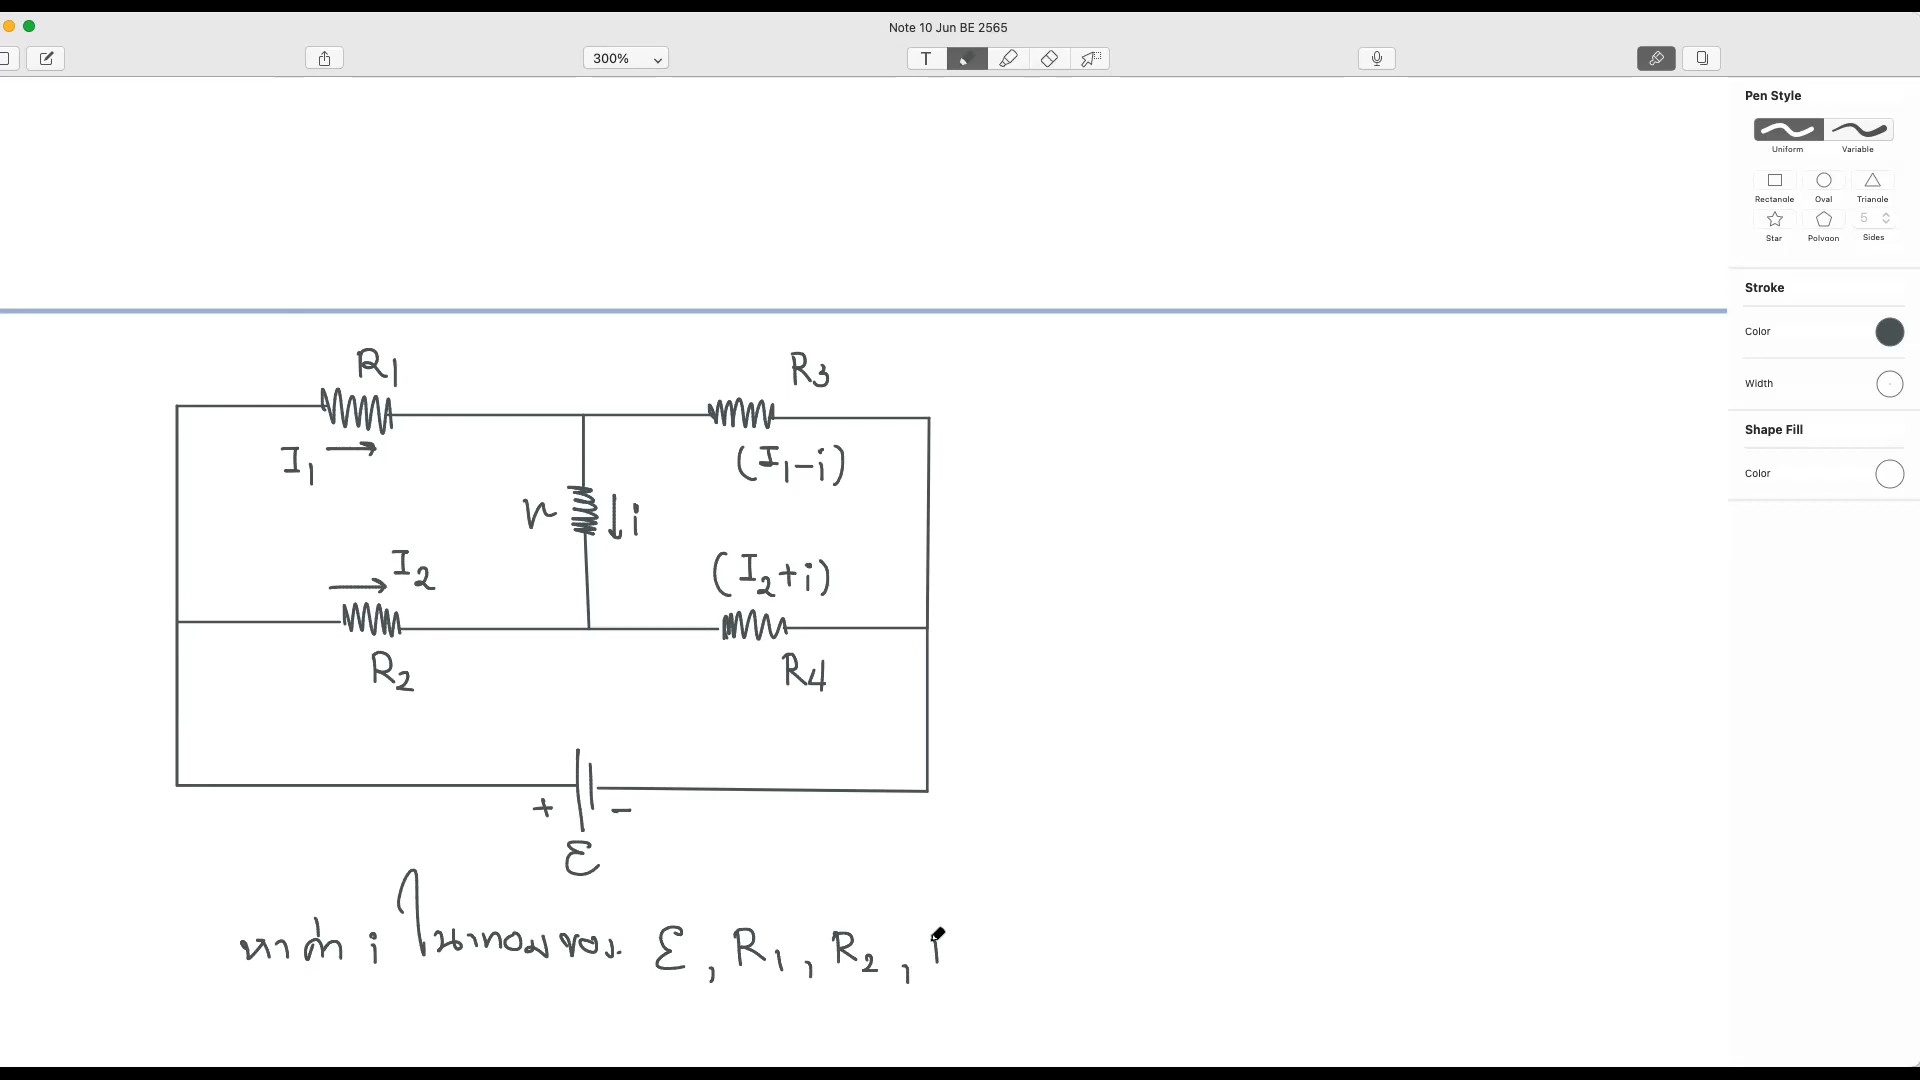 Note 10 Jun BE 2565
300%
T
Pen Style
Uniform Variable
Rectangle Oval Triangle
5
Star Polygon Sides
Stroke
Color
Width
Shape Fill
Color
R1
R3
I1
(I1-i)
r
i
I2
(I2+i)
R2
R4
+ -
ε
หาค่า i ในเทอมของ ε, R1, R2,